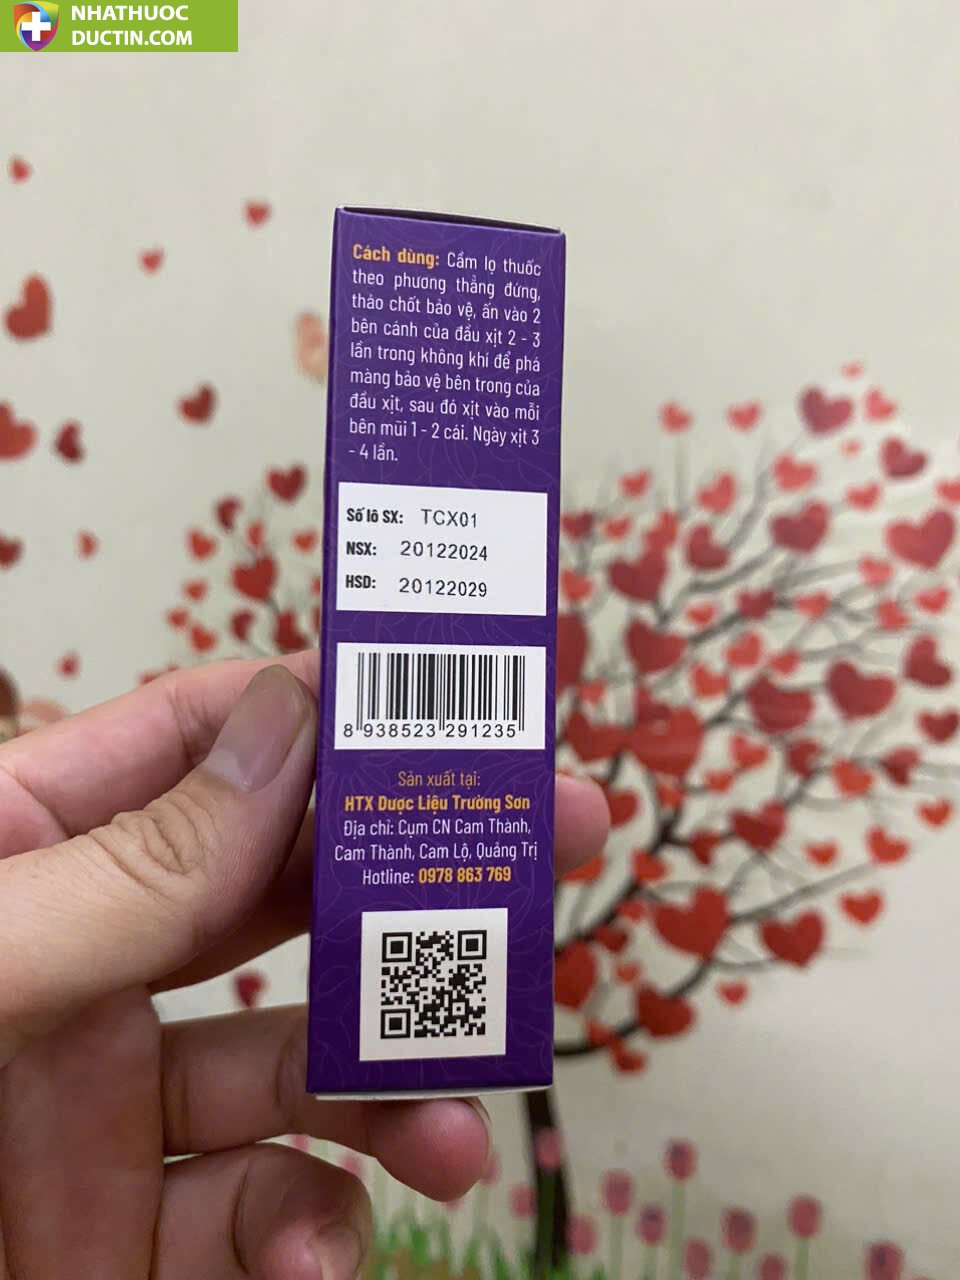 NHATHUOC
DUCTIN.COM
Cách dùng: Cầm lọ thuốc
theo phương thẳng đứng,
tháo chốt bảo vệ, ấn vào 2
bên cánh của đầu xịt 2 - 3
lần trong không khí để phá
màng bảo vệ bên trong của
đầu xịt, sau đó xịt vào mỗi
bên mũi 1 - 2 cái. Ngày xịt 3
- 4 lần.
Số lô SX: TCX01
NSX: 20122024
HSD: 20122029
8 938523 291235
Sản xuất tại:
HTX Dược Liệu Trường Sơn
Địa chỉ: Cụm CN Cam Thành,
Cam Thành, Cam Lộ, Quảng Trị
Hotline: 0978 863 769